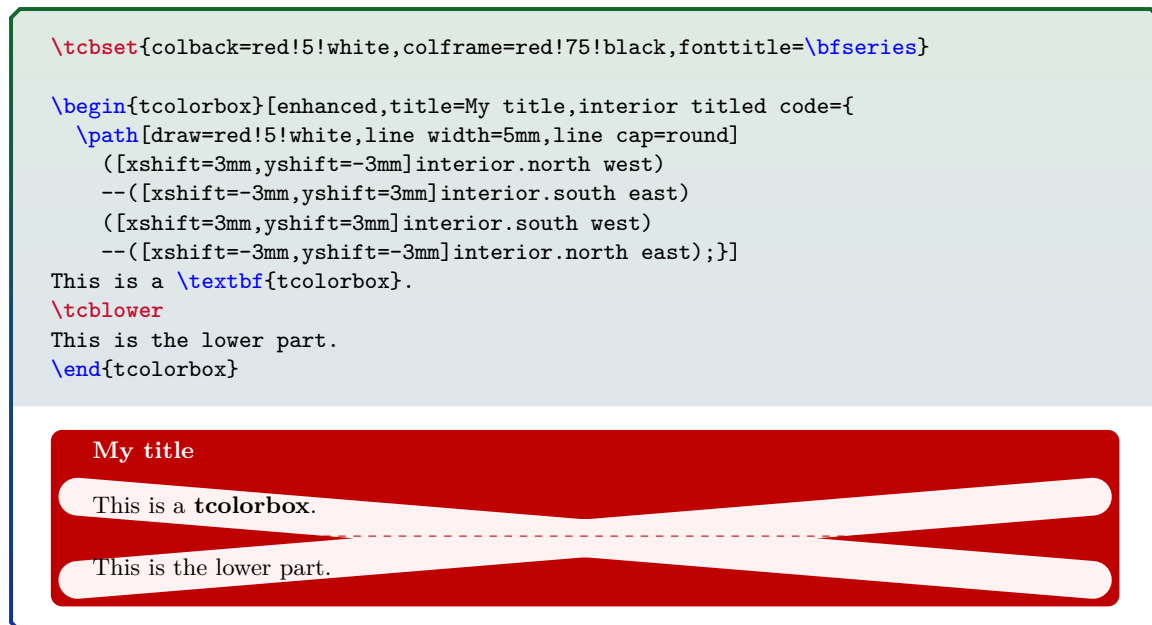 \tcbset{colback=red!5!white,colframe=red!75!black,fonttitle=\bfseries}
\begin{tcolorbox}[enhanced,title=My title,interior titled code={
\path[draw=red!5!white,line width=5mm,line cap=round]
([xshift=3mm,yshift=-3mm]interior.north west)
--([xshift=-3mm,yshift=3mm]interior.south east)
([xshift=3mm,yshift=3mm]interior.south west)
--([xshift=-3mm,yshift=-3mm]interior.north east);}]
This is a \textbf{tcolorbox}.
\tcblower
This is the lower part.
\end{tcolorbox}
My title
This is a tcolorbox.
This is the lower part.